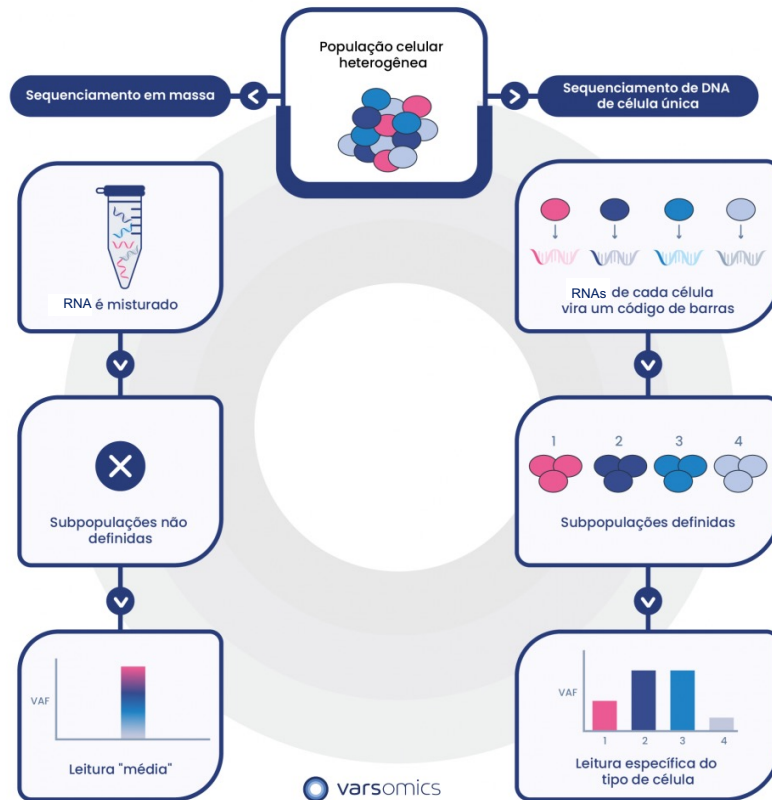 População celular
heterogênea
Sequenciamento em massa
Sequenciamento de DNA
de célula única
RNA é misturado
RNAs de cada célula
vira um código de barras
Subpopulações não
definidas
1 2 3 4
Subpopulações definidas
VAF
Leitura "média"
VAF
1 2 3 4
Leitura específica do
tipo de célula
varsomics